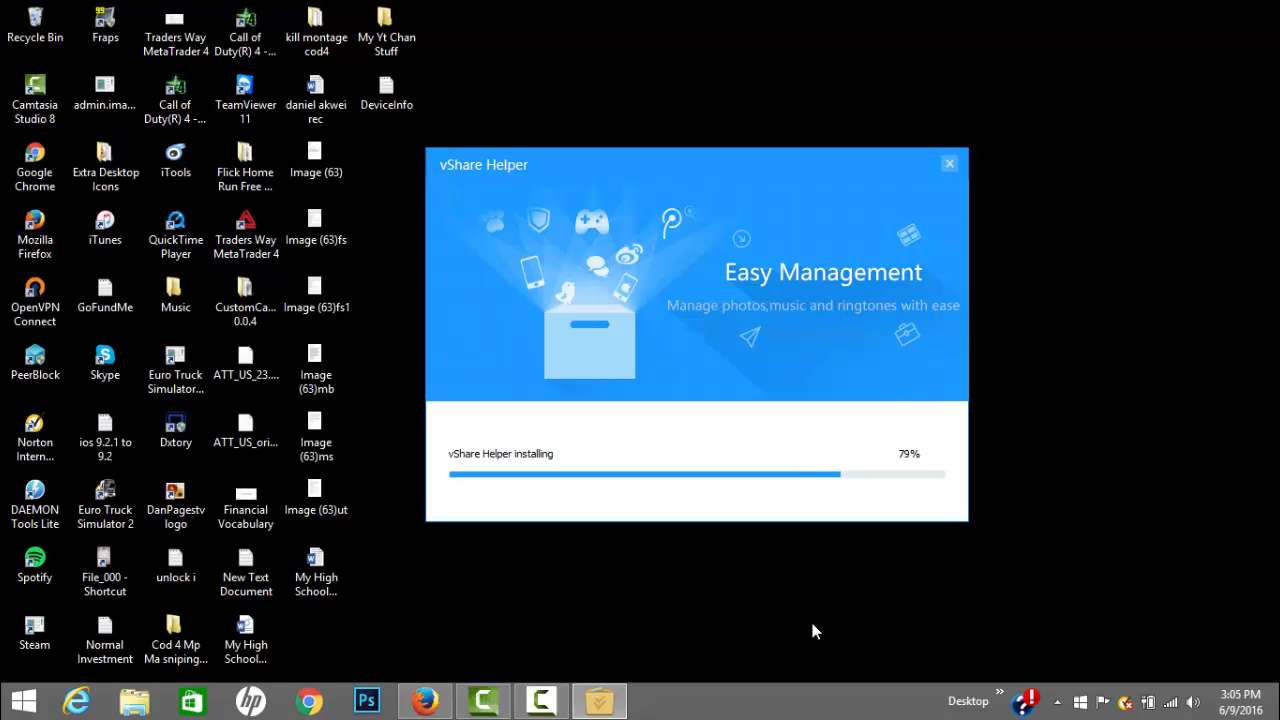 Recycle Bin
Fraps
99
Traders Way
MetaTrader 4
Call of
Duty(R) 4 -...
kill montage
cod4
My Yt Chan
Stuff
Camtasia
Studio 8
admin.ima...
Call of
Duty(R) 4 -...
TeamViewer
11
daniel akwei
rec
DeviceInfo
Google
Chrome
Extra Desktop
Icons
iTools
Flick Home
Run Free ...
Image (63)
Mozilla
Firefox
iTunes
QuickTime
Player
Traders Way
MetaTrader 4
Image (63)fs
OpenVPN
Connect
GoFundMe
Music
CustomCa...
0.0.4
Image (63)fs1
PeerBlock
Skype
Euro Truck
Simulator...
ATT_US_23....
Image
(63)mb
Norton
Intern...
ios 9.2.1 to
9.2
Dxtory
ATT_US_ori...
Image
(63)ms
DAEMON
Tools Lite
Euro Truck
Simulator 2
DanPagestv
logo
Financial
Vocabulary
Image (63)ut
Spotify
File_000 -
Shortcut
unlock i
New Text
Document
My High
School...
Steam
Normal
Investment
Cod 4 Mp
Ma sniping...
My High
School...
vShare Helper
Easy Management
Manage photos,music and ringtones with ease
vShare Helper installing
79%
hp
Ps
Desktop
3:05 PM
6/9/2016